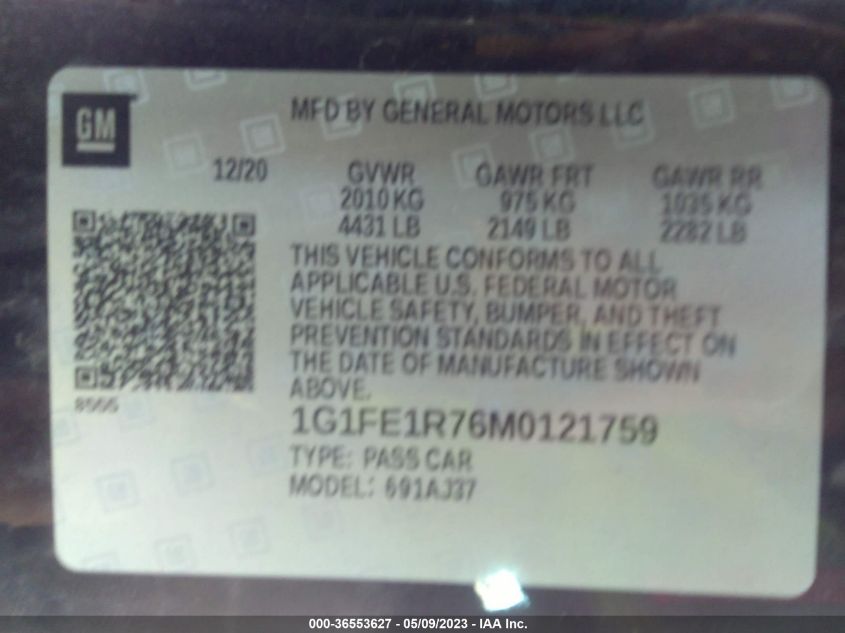 GM
MFD BY GENERAL MOTORS LLC
12/20 GVWR GAWR FRT GAWR RR
2010 KG 975 KG 1035 KG
4431 LB 2149 LB 2282 LB
THIS VEHICLE CONFORMS TO ALL
APPLICABLE U.S. FEDERAL MOTOR
VEHICLE SAFETY, BUMPER, AND THEFT
PREVENTION STANDARDS IN EFFECT ON
THE DATE OF MANUFACTURE SHOWN
ABOVE.
1G1FE1R76M0121759
TYPE: PASS CAR
MODEL: 691AJ37
000-36553627 - 05/09/2023 - IAA Inc.